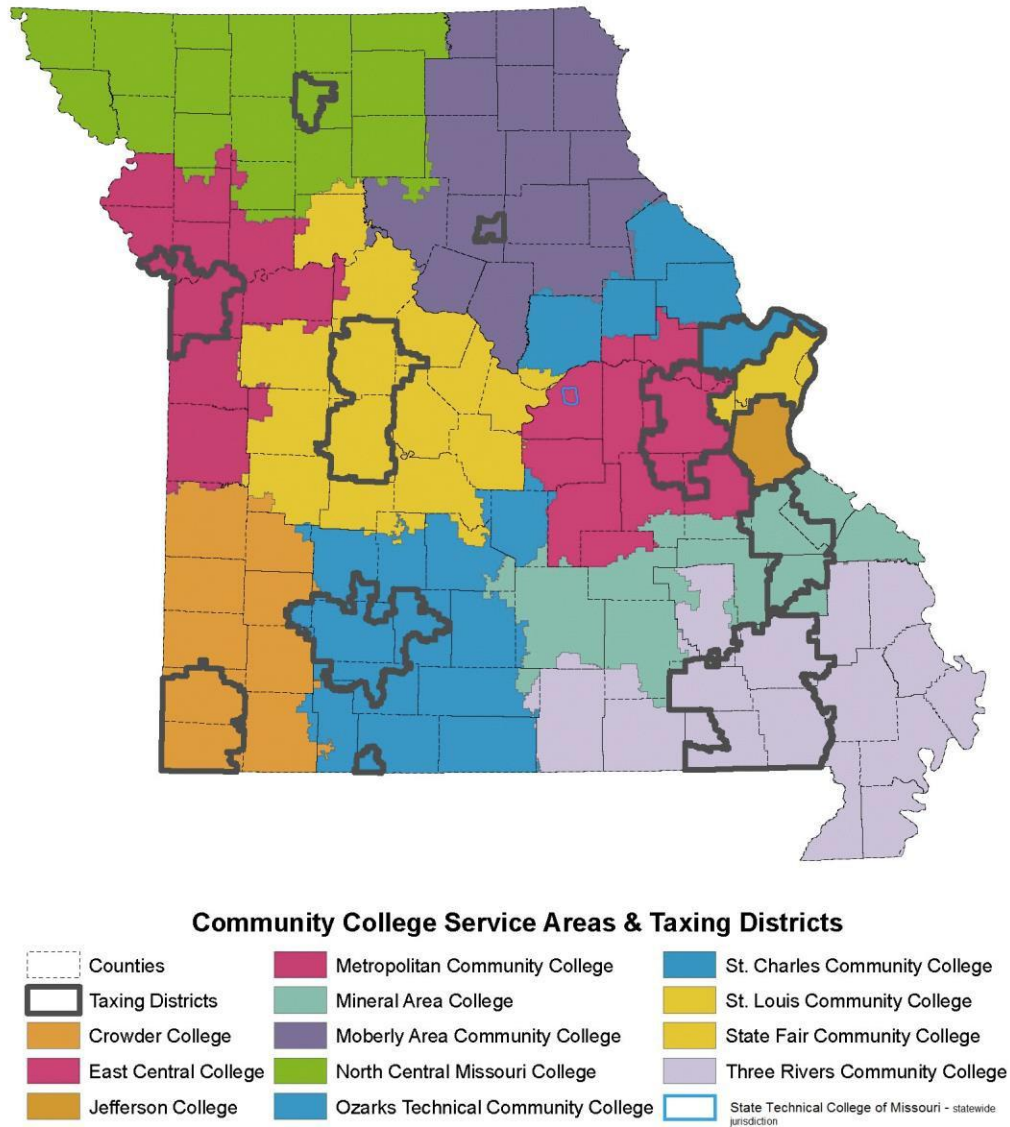 Community College Service Areas & Taxing Districts
Counties
Taxing Districts
Crowder College
East Central College
Jefferson College
Metropolitan Community College
Mineral Area College
Moberly Area Community College
North Central Missouri College
Ozarks Technical Community College
St. Charles Community College
St. Louis Community College
State Fair Community College
Three Rivers Community College
State Technical College of Missouri - statewide
jurisdiction